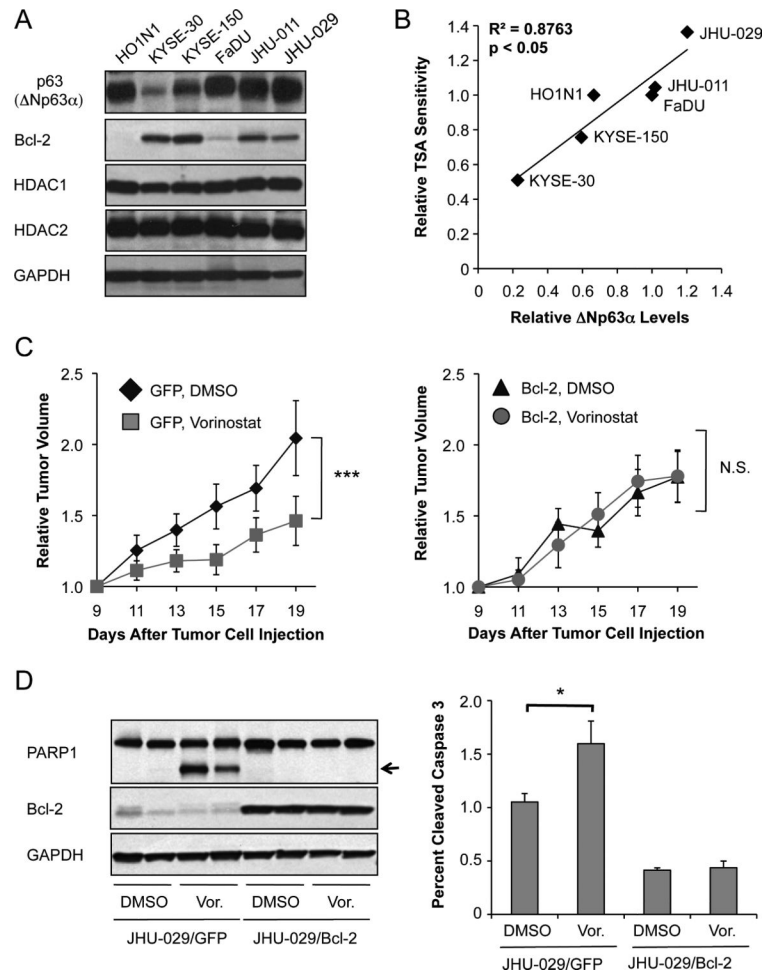 A
HO1N1 KYSE-30 KYSE-150 FaDU JHU-011 JHU-029
p63
(ΔNp63α)
Bcl-2
HDAC1
HDAC2
GAPDH
B
R² = 0.8763
p < 0.05
Relative TSA Sensitivity
1.4
1.2
1.0
0.8
0.6
0.4
0.2
0
JHU-029
HO1N1
JHU-011
FaDU
KYSE-150
KYSE-30
0 0.2 0.4 0.6 0.8 1.0 1.2 1.4
Relative ΔNp63α Levels
C
Relative Tumor Volume
2.5
2.0
1.5
1.0
GFP, DMSO
GFP, Vorinostat
***
9 11 13 15 17 19
Days After Tumor Cell Injection
Relative Tumor Volume
2.5
2.0
1.5
1.0
Bcl-2, DMSO
Bcl-2, Vorinostat
N.S.
9 11 13 15 17 19
Days After Tumor Cell Injection
D
PARP1
Bcl-2
GAPDH
DMSO Vor. DMSO Vor.
JHU-029/GFP JHU-029/Bcl-2
Percent Cleaved Caspase 3
2.0
1.5
1.0
0.5
0
*
DMSO Vor. DMSO Vor.
JHU-029/GFP JHU-029/Bcl-2